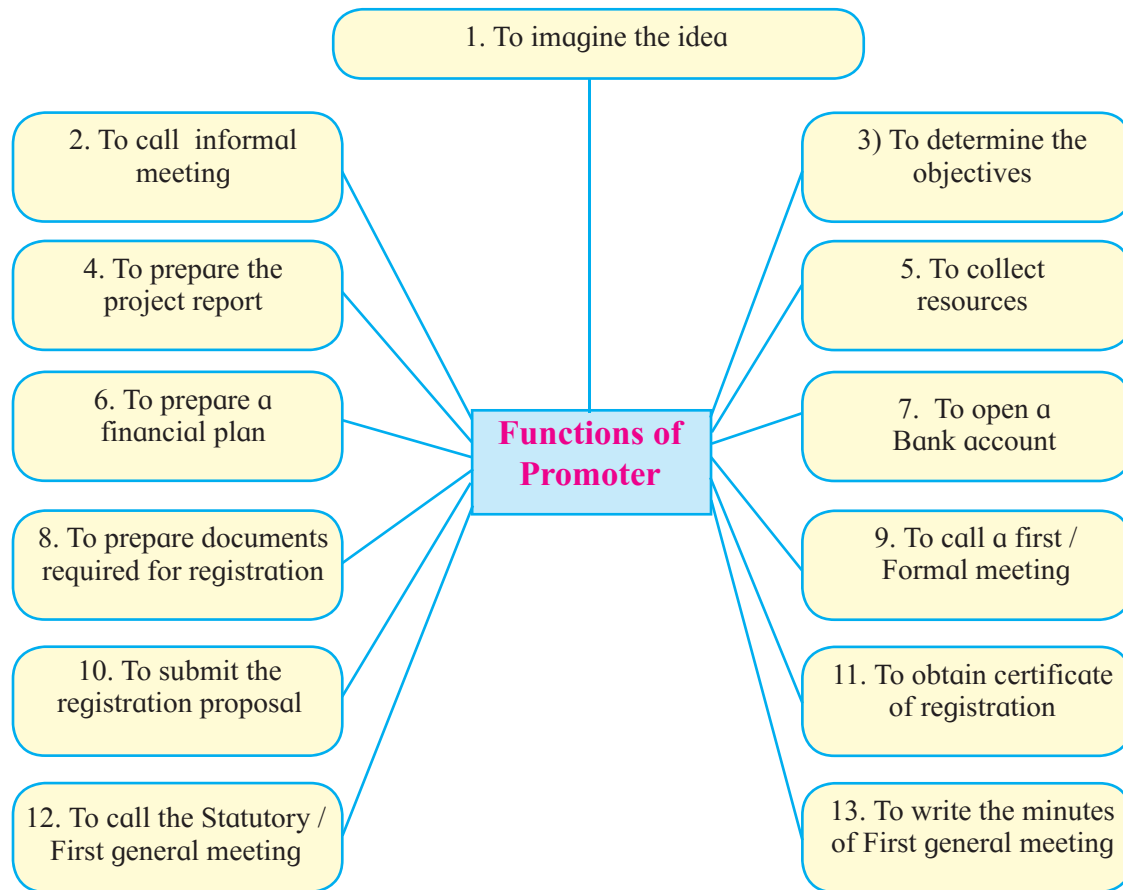 1. To imagine the idea
2. To call informal
meeting
3) To determine the
objectives
4. To prepare the
project report
5. To collect
resources
6. To prepare a
financial plan
7. To open a
Bank account
Functions of
Promoter
8. To prepare documents
required for registration
9. To call a first /
Formal meeting
10. To submit the
registration proposal
11. To obtain certificate
of registration
12. To call the Statutory /
First general meeting
13. To write the minutes
of First general meeting